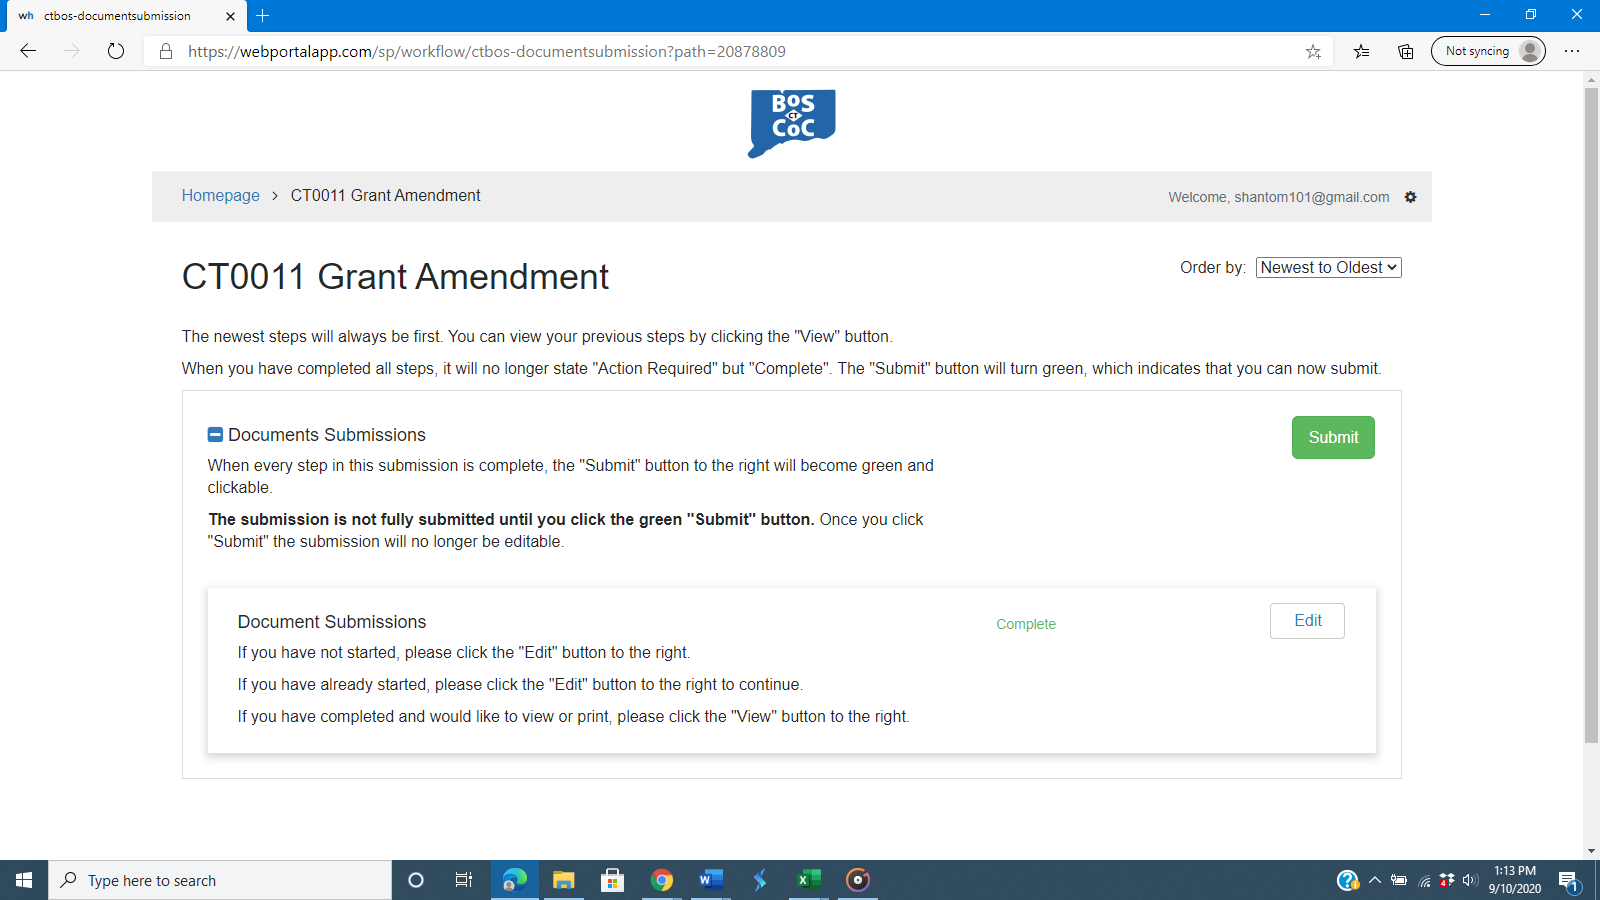 wh ctbos-documentsubmission
https://webportalapp.com/sp/workflow/ctbos-documentsubmission?path=20878809
Not syncing
BOS
CT
COC
Homepage > CT0011 Grant Amendment
Welcome, shantom101@gmail.com
CT0011 Grant Amendment
Order by: Newest to Oldest
The newest steps will always be first. You can view your previous steps by clicking the "View" button.
When you have completed all steps, it will no longer state "Action Required" but "Complete". The "Submit" button will turn green, which indicates that you can now submit.
Documents Submissions
Submit
When every step in this submission is complete, the "Submit" button to the right will become green and
clickable.
The submission is not fully submitted until you click the green "Submit" button. Once you click
"Submit" the submission will no longer be editable.
Document Submissions
Complete
Edit
If you have not started, please click the "Edit" button to the right.
If you have already started, please click the "Edit" button to the right to continue.
If you have completed and would like to view or print, please click the "View" button to the right.
Type here to search
1:13 PM
9/10/2020
1